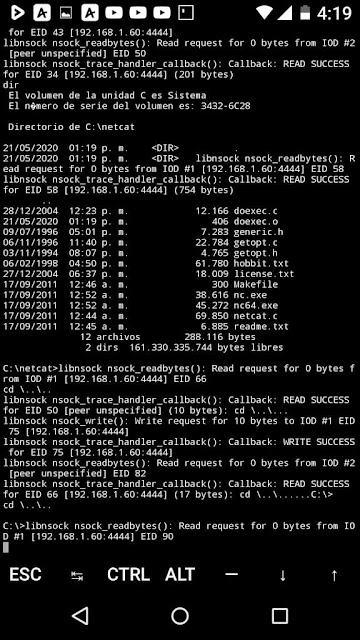 4:19
for EID 43 [192.168.1.60:4444]
libnsock nsock_readbytes(): Read request for 0 bytes from IOD #2
[peer unspecified] EID 50
libnsock nsock_trace_handler_callback(): Callback: READ SUCCESS
for EID 34 [192.168.1.60:4444] (201 bytes)
dir
El volumen de la unidad C es Sistema
El n�mero de serie del volumen es: 3432-6C28
Directorio de C:\netcat
21/05/2020 01:19 p. m. <DIR> .
21/05/2020 01:19 p. m. <DIR> libnsock nsock_readbytes(): R
ead request for 0 bytes from IOD #1 [192.168.1.60:4444] EID 58
libnsock nsock_trace_handler_callback(): Callback: READ SUCCESS
for EID 58 [192.168.1.60:4444] (754 bytes)
..
28/12/2004 12:23 p. m. 12.166 doexec.c
21/05/2020 01:19 p. m. 406 doexec.o
09/07/1996 05:01 p. m. 7.283 generic.h
06/11/1996 11:40 p. m. 22.784 getopt.c
03/11/1994 08:07 p. m. 4.765 getopt.h
06/02/1998 04:50 p. m. 61.780 hobbit.txt
27/12/2004 06:37 p. m. 18.009 license.txt
17/09/2011 12:46 a. m. 300 Makefile
17/09/2011 12:52 a. m. 38.616 nc.exe
17/09/2011 12:52 a. m. 45.272 nc64.exe
17/09/2011 12:44 a. m. 69.850 netcat.c
17/09/2011 12:45 a. m. 6.885 readme.txt
12 archivos 288.116 bytes
2 dirs 161.330.335.744 bytes libres
C:\netcat>libnsock nsock_readbytes(): Read request for 0 bytes f
rom IOD #1 [192.168.1.60:4444] EID 66
cd \..\..
libnsock nsock_trace_handler_callback(): Callback: READ SUCCESS
for EID 50 [peer unspecified] (10 bytes): cd \..\...
libnsock nsock_write(): Write request for 10 bytes to IOD #1 EID
75 [192.168.1.60:4444]
libnsock nsock_trace_handler_callback(): Callback: WRITE SUCCESS
for EID 75 [192.168.1.60:4444]
libnsock nsock_readbytes(): Read request for 0 bytes from IOD #2
[peer unspecified] EID 82
libnsock nsock_trace_handler_callback(): Callback: READ SUCCESS
for EID 66 [192.168.1.60:4444] (17 bytes): cd \..\......C:\>
cd \..\..
C:\>libnsock nsock_readbytes(): Read request for 0 bytes from IO
D #1 [192.168.1.60:4444] EID 90
ESC CTRL ALT – ↓ ↑